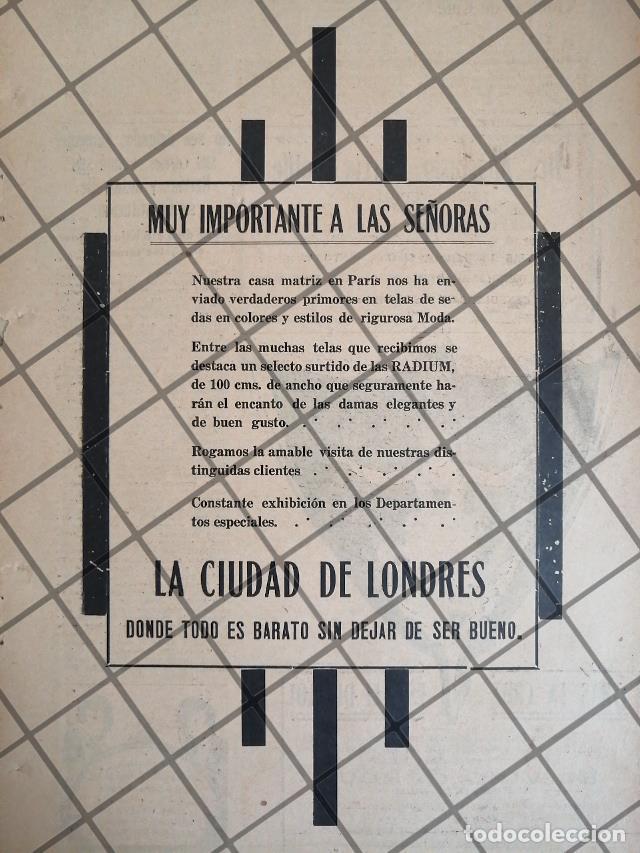 MUY IMPORTANTE A LAS SEÑORAS
Nuestra casa matriz en París nos ha en-
viado verdaderos primores en telas de se-
das en colores y estilos de rigurosa Moda.
Entre las muchas telas que recibimos se
destaca un selecto surtido de las RADIUM,
de 100 cms. de ancho que seguramente ha-
rán el encanto de las damas elegantes y
de buen gusto. . . . . . . . .
Rogamos la amable visita de nuestras dis-
tinguidas clientes . . . . . . .
Constante exhibición en los Departamen-
tos especiales. . . . . . . . .
LA CIUDAD DE LONDRES
DONDE TODO ES BARATO SIN DEJAR DE SER BUENO.
todocoleccion